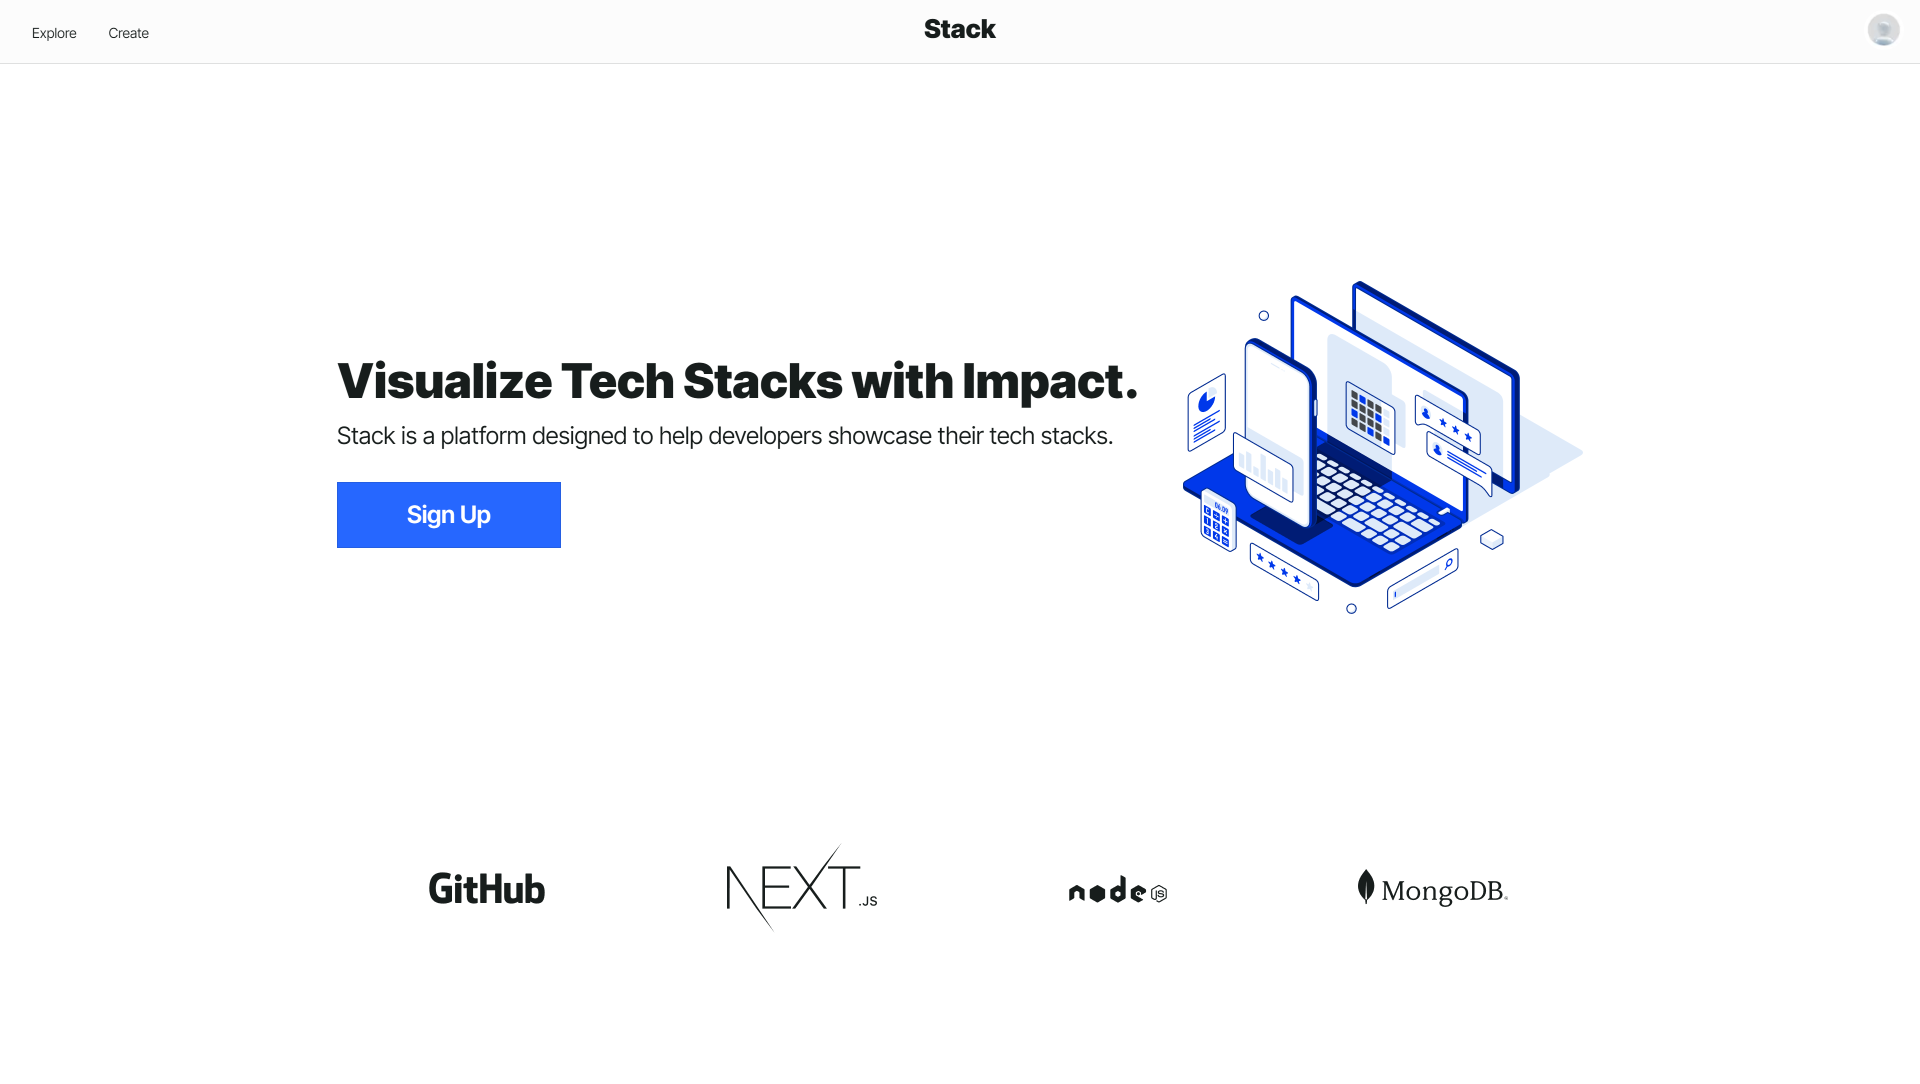 Explore Create Stack
Visualize Tech Stacks with Impact.
Stack is a platform designed to help developers showcase their tech stacks.
Sign Up
GitHub NEXT.JS node JS MongoDB.